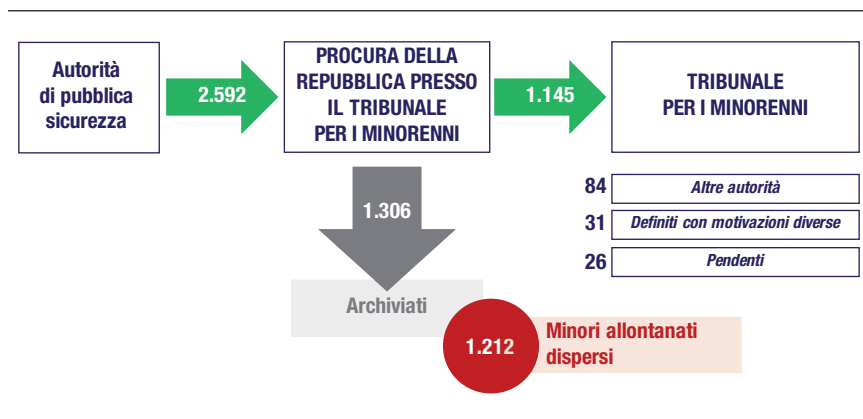 Autorità
di pubblica
sicurezza
2.592
PROCURA DELLA
REPUBBLICA PRESSO
IL TRIBUNALE
PER I MINORENNI
1.145
TRIBUNALE
PER I MINORENNI
84 Altre autorità
31 Definiti con motivazioni diverse
26 Pendenti
1.306
Archiviati
1.212
Minori allontanati
dispersi